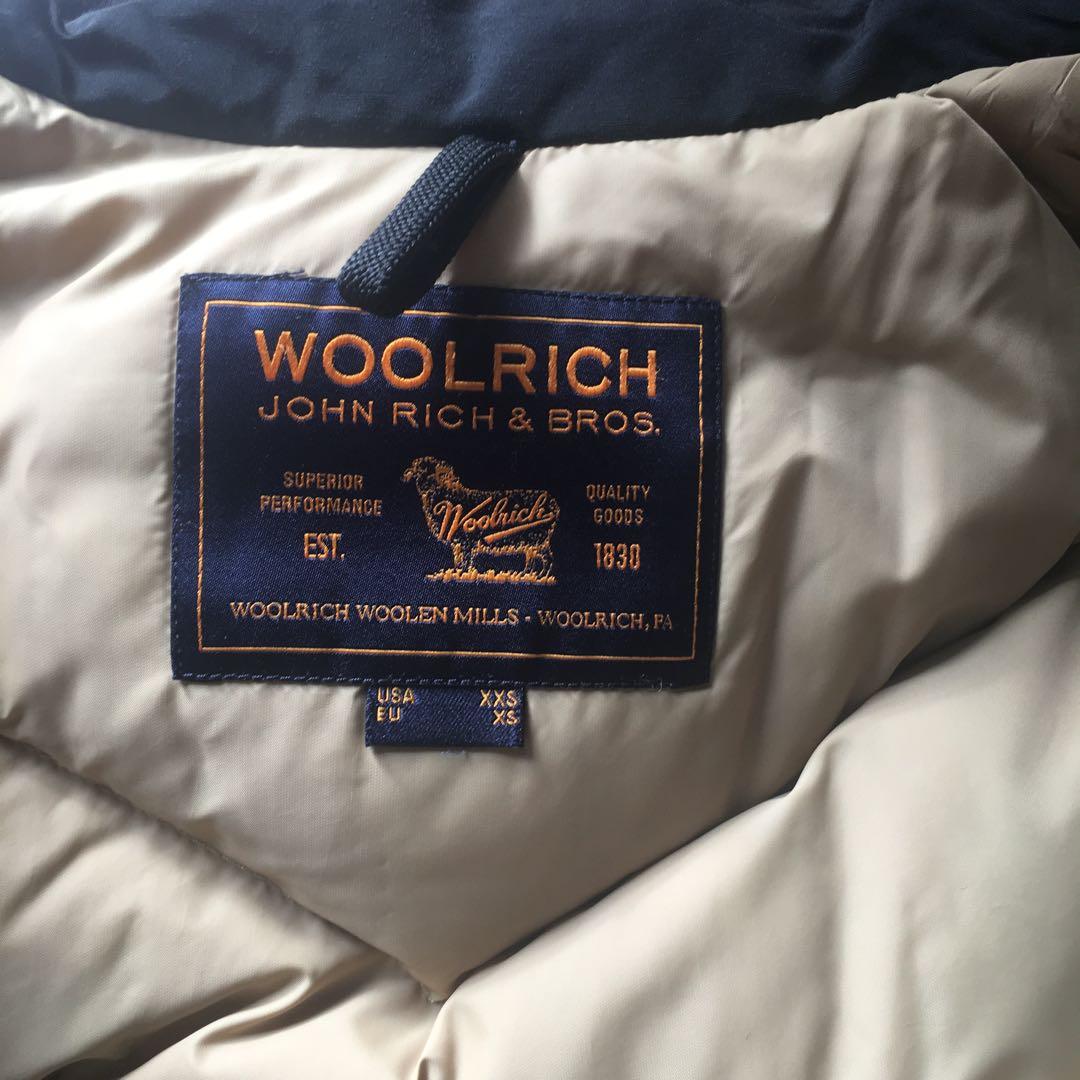 WOOLRICH
JOHN RICH & BROS.
SUPERIOR
PERFORMANCE
EST.
Woolrich
QUALITY
GOODS
1830
WOOLRICH WOOLEN MILLS - WOOLRICH, PA
USA XXS
EU XS